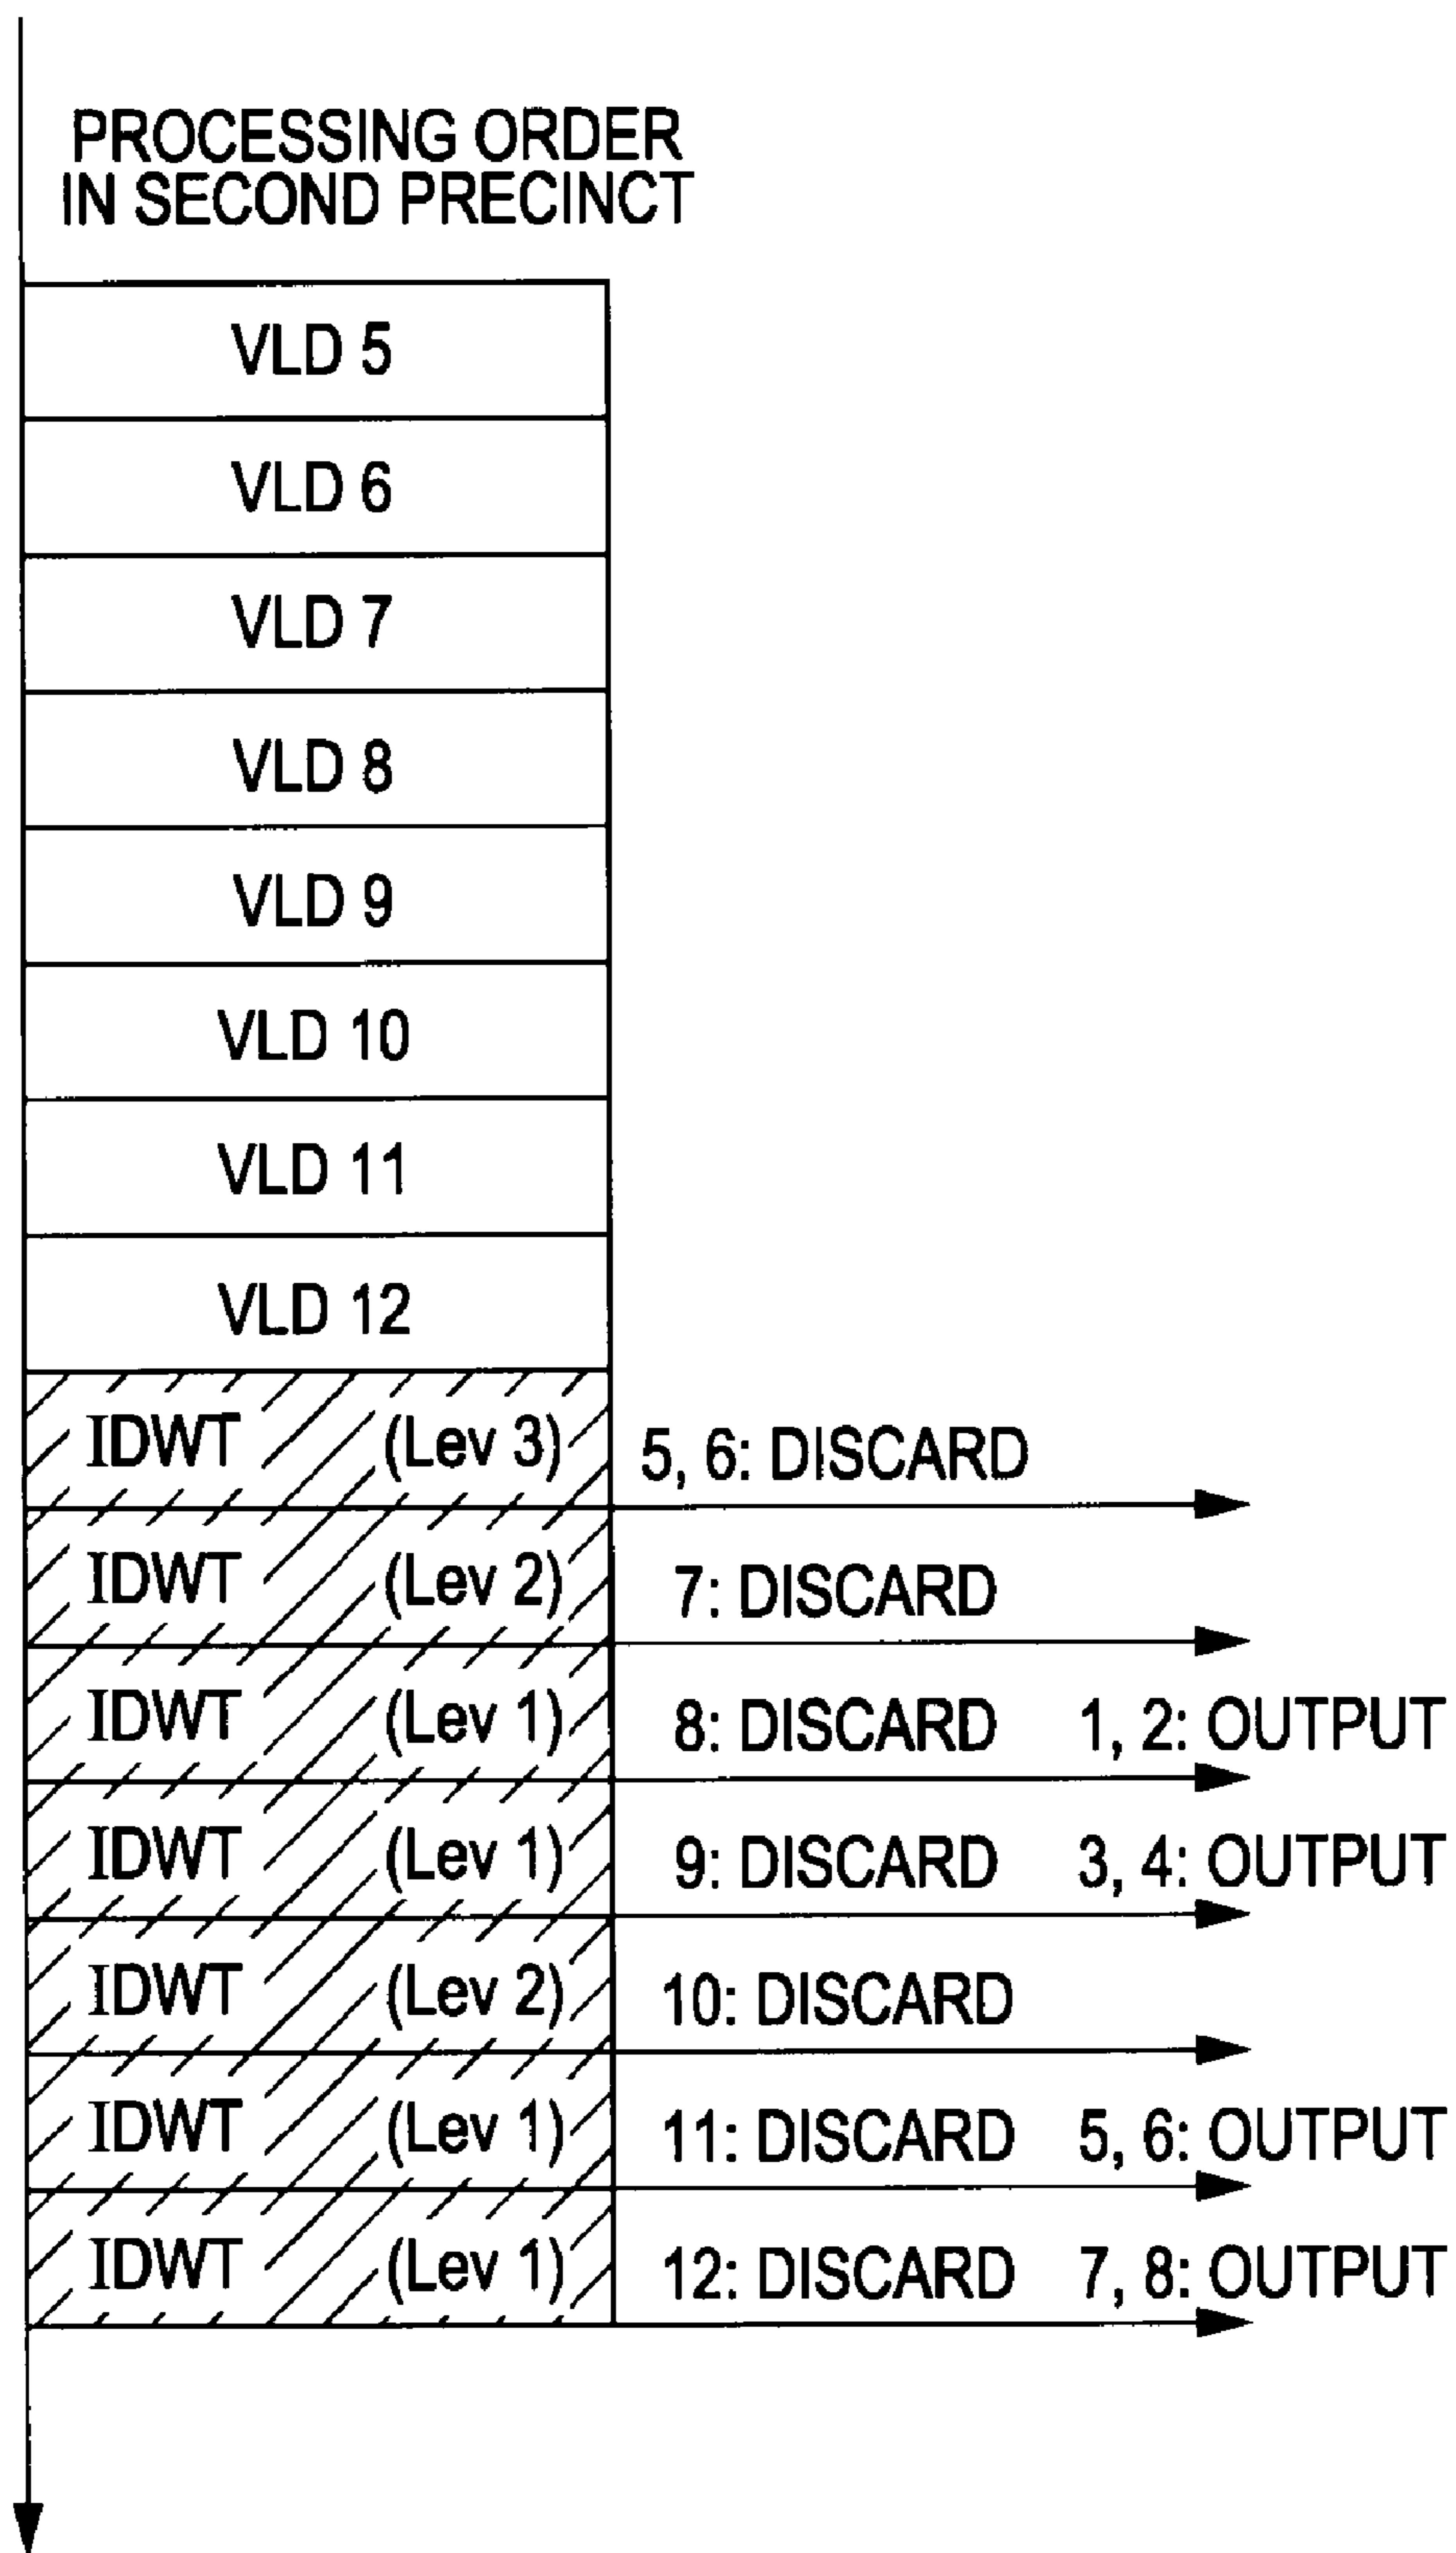 PROCESSING ORDER
IN SECOND PRECINCT
VLD 5
VLD 6
VLD 7
VLD 8
VLD 9
VLD 10
VLD 11
VLD 12
IDWT (Lev 3) 5, 6: DISCARD
IDWT (Lev 2) 7: DISCARD
IDWT (Lev 1) 8: DISCARD 1, 2: OUTPUT
IDWT (Lev 1) 9: DISCARD 3, 4: OUTPUT
IDWT (Lev 2) 10: DISCARD
IDWT (Lev 1) 11: DISCARD 5, 6: OUTPUT
IDWT (Lev 1) 12: DISCARD 7, 8: OUTPUT